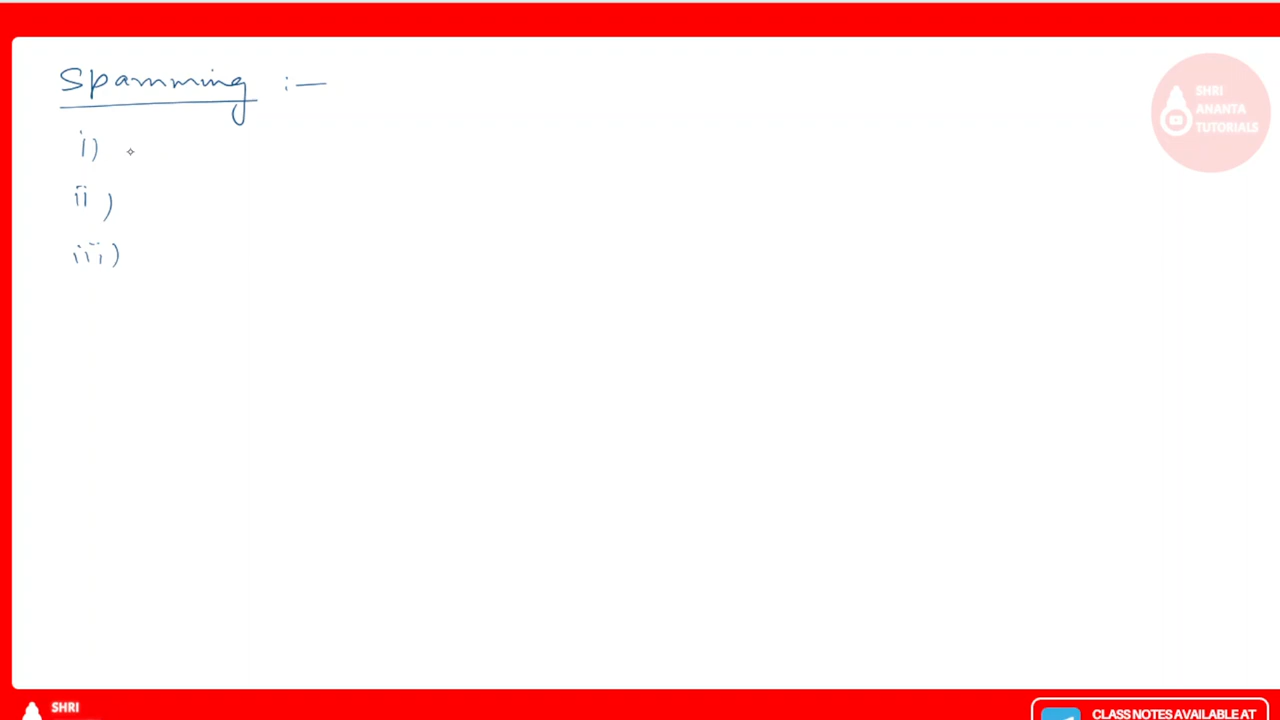 Spamming :-
SHRI
ANANTA
TUTORIALS
i)
ii)
iii)
SHRI
CLASS NOTES AVAILABLE AT